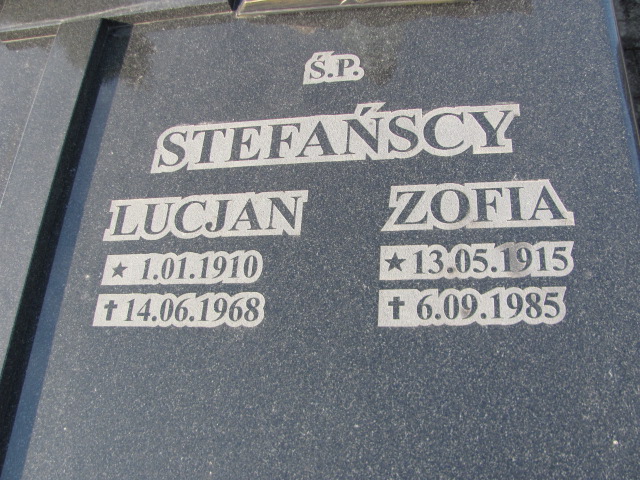 Ś.P.
STEFAŃSCY
LUCJAN ZOFIA
★ 1.01.1910 ★ 13.05.1915
✝ 14.06.1968 ✝ 6.09.1985